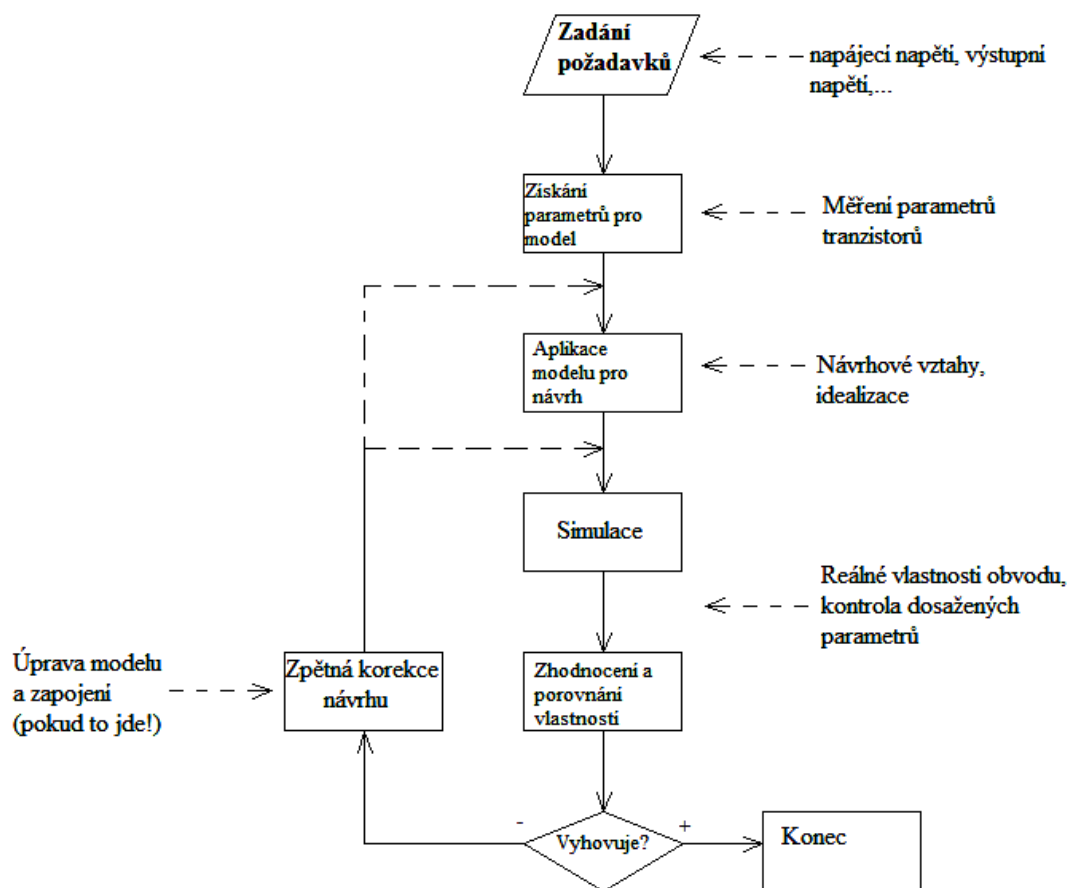 Zadání
požadavků
napájecí napětí, výstupní
napětí,...
Získání
parametrů pro
model
Měření parametrů
tranzistorů
Aplikace
modelu pro
návrh
Návrhové vztahy,
idealizace
Simulace
Reálné vlastnosti obvodu,
kontrola dosažených
parametrů
Úprava modelu
a zapojení
(pokud to jde!)
Zpětná korekce
návrhu
Zhodnocení a
porovnání
vlastností
-
Vyhovuje?
+
Konec